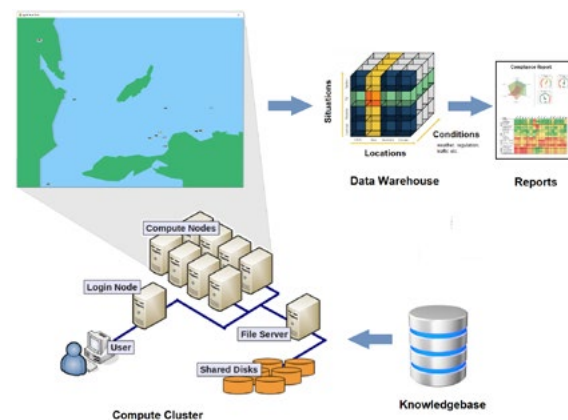 Situations
Locations
Conditions
weather, regulation,
traffic etc.
Data Warehouse
Compliance Report
Reports
Compute Nodes
Login Node
File Server
User
Shared Disks
Compute Cluster
Knowledgebase